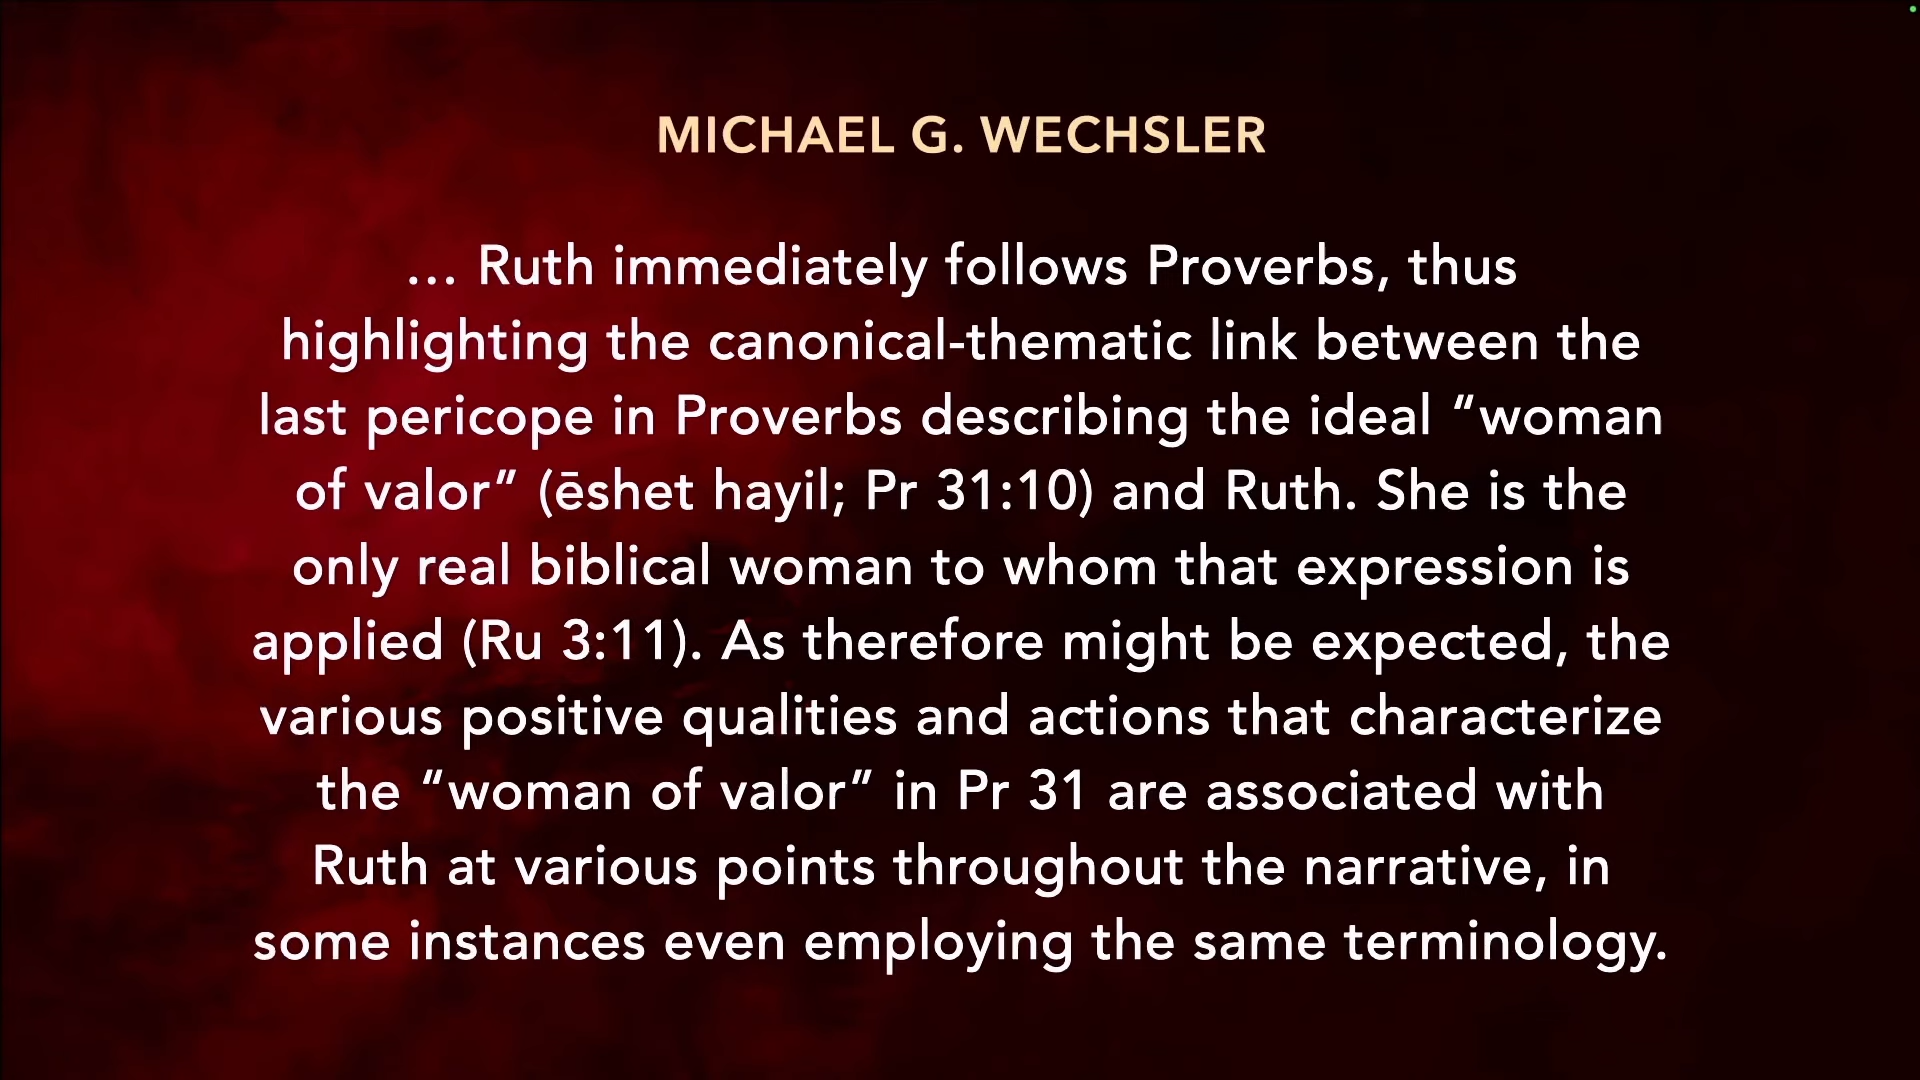 MICHAEL G. WECHSLER
… Ruth immediately follows Proverbs, thus
highlighting the canonical-thematic link between the
last pericope in Proverbs describing the ideal “woman
of valor” (ēshet hayil; Pr 31:10) and Ruth. She is the
only real biblical woman to whom that expression is
applied (Ru 3:11). As therefore might be expected, the
various positive qualities and actions that characterize
the “woman of valor” in Pr 31 are associated with
Ruth at various points throughout the narrative, in
some instances even employing the same terminology.